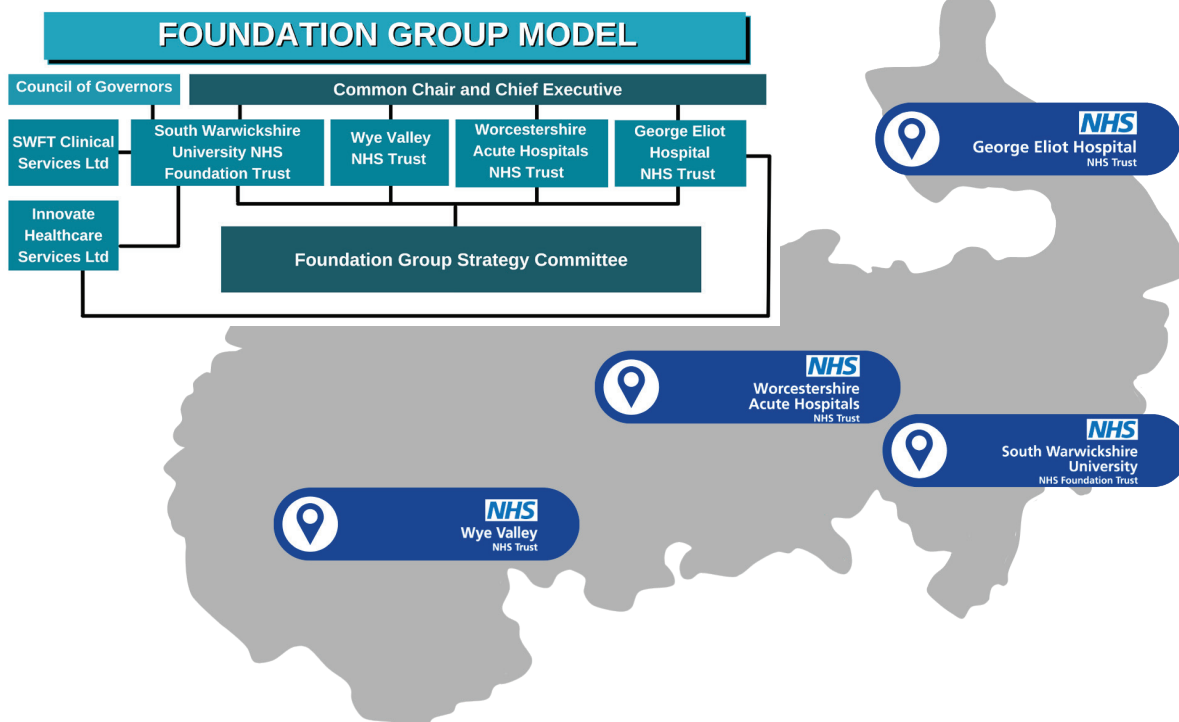 FOUNDATION GROUP MODEL
Council of Governors
Common Chair and Chief Executive
SWFT Clinical
Services Ltd
South Warwickshire
University NHS
Foundation Trust
Wye Valley
NHS Trust
Worcestershire
Acute Hospitals
NHS Trust
George Eliot
Hospital
NHS Trust
Innovate
Healthcare
Services Ltd
Foundation Group Strategy Committee
NHS
George Eliot Hospital
NHS Trust
NHS
Worcestershire
Acute Hospitals
NHS Trust
NHS
South Warwickshire
University
NHS Foundation Trust
NHS
Wye Valley
NHS Trust